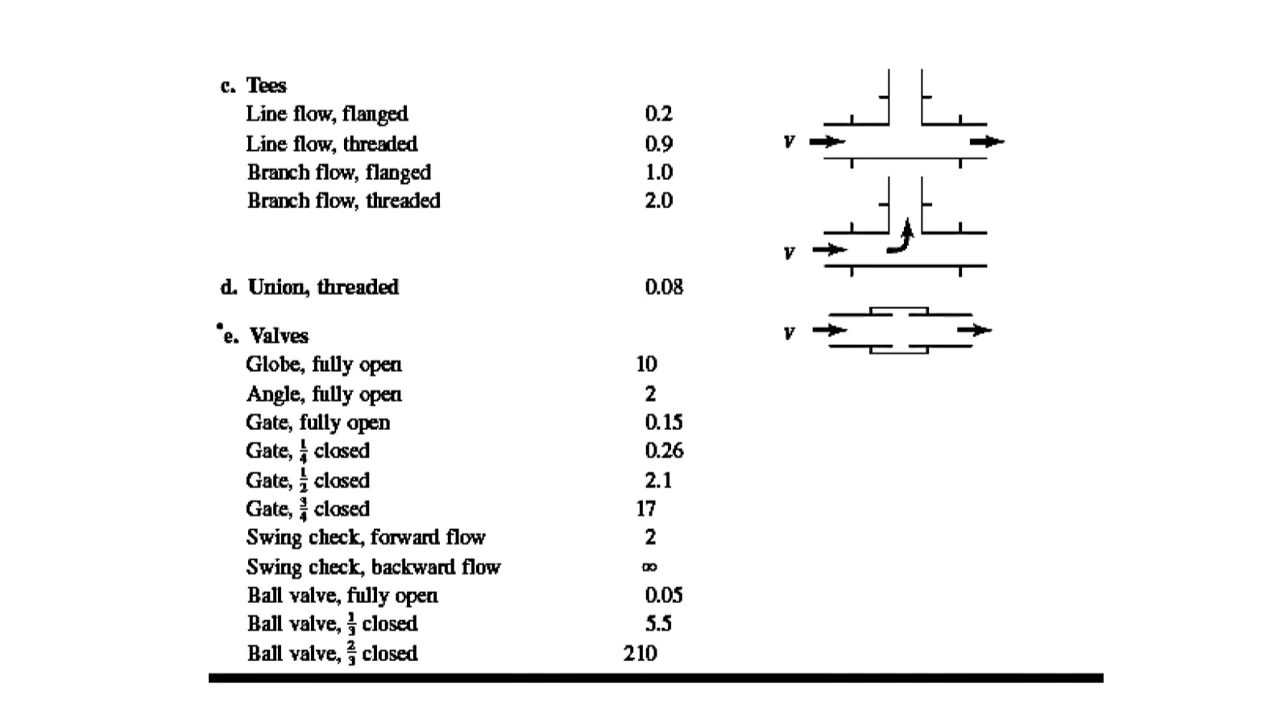 c. Tees
Line flow, flanged 0.2
Line flow, threaded 0.9
Branch flow, flanged 1.0
Branch flow, threaded 2.0
V
V
d. Union, threaded 0.08
*e. Valves
V
Globe, fully open 10
Angle, fully open 2
Gate, fully open 0.15
Gate, 1/4 closed 0.26
Gate, 1/2 closed 2.1
Gate, 3/4 closed 17
Swing check, forward flow 2
Swing check, backward flow ∞
Ball valve, fully open 0.05
Ball valve, 1/3 closed 5.5
Ball valve, 2/3 closed 210